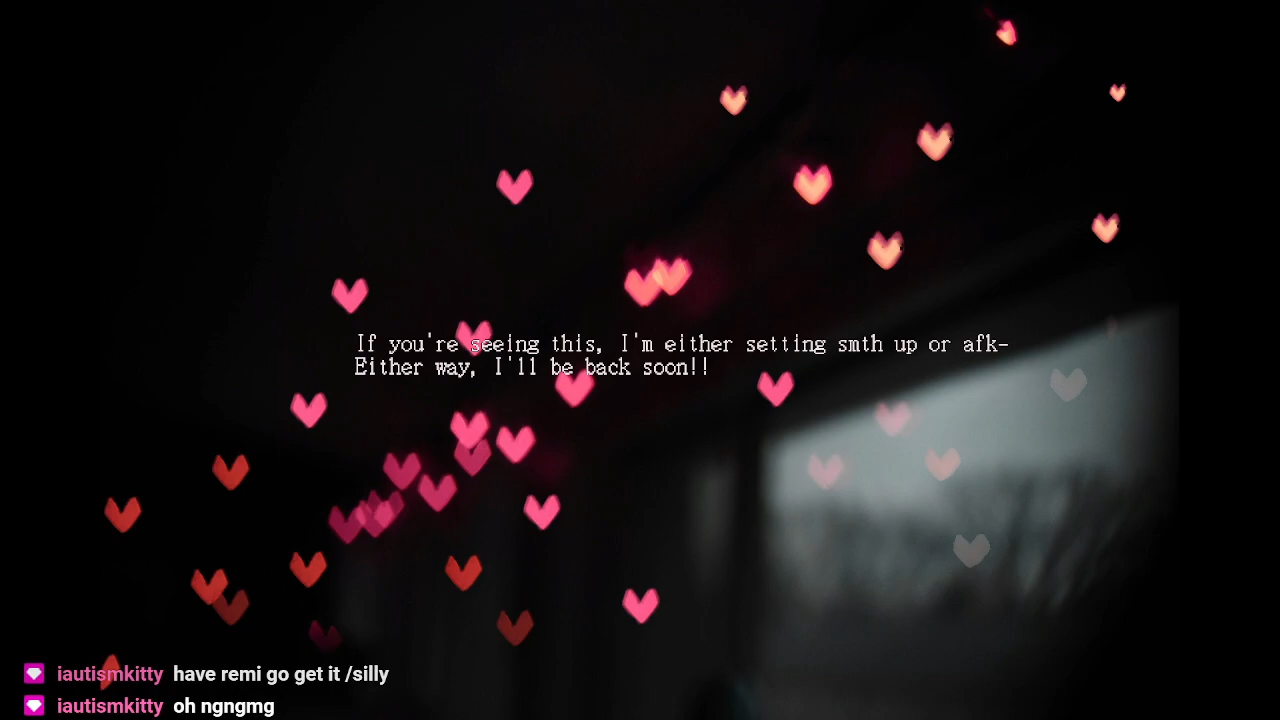 If you're seeing this, I'm either setting smth up or afk-
Either way, I'll be back soon!!
iautismkitty have remi go get it /silly
iautismkitty oh ngngmg